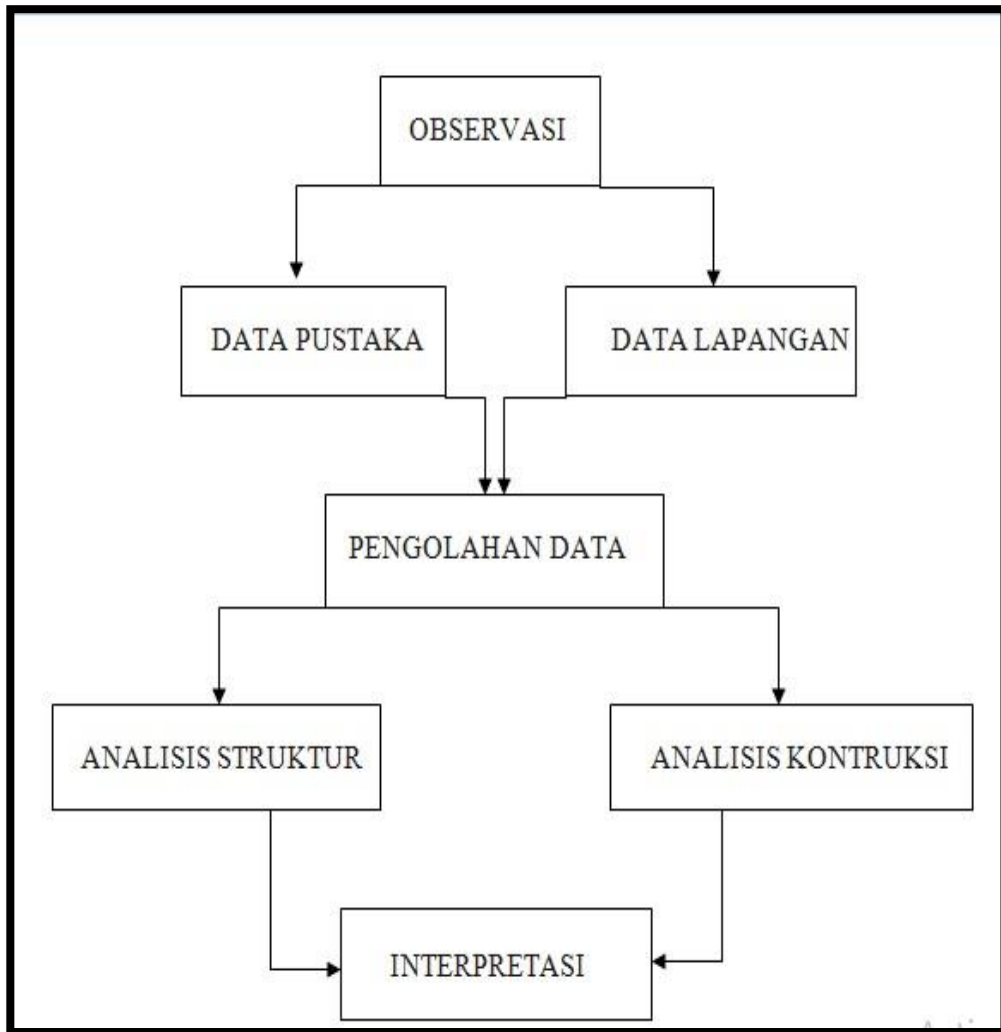 OBSERVASI
DATA PUSTAKA
DATA LAPANGAN
PENGOLAHAN DATA
ANALISIS STRUKTUR
ANALISIS KONTRUKSI
INTERPRETASI